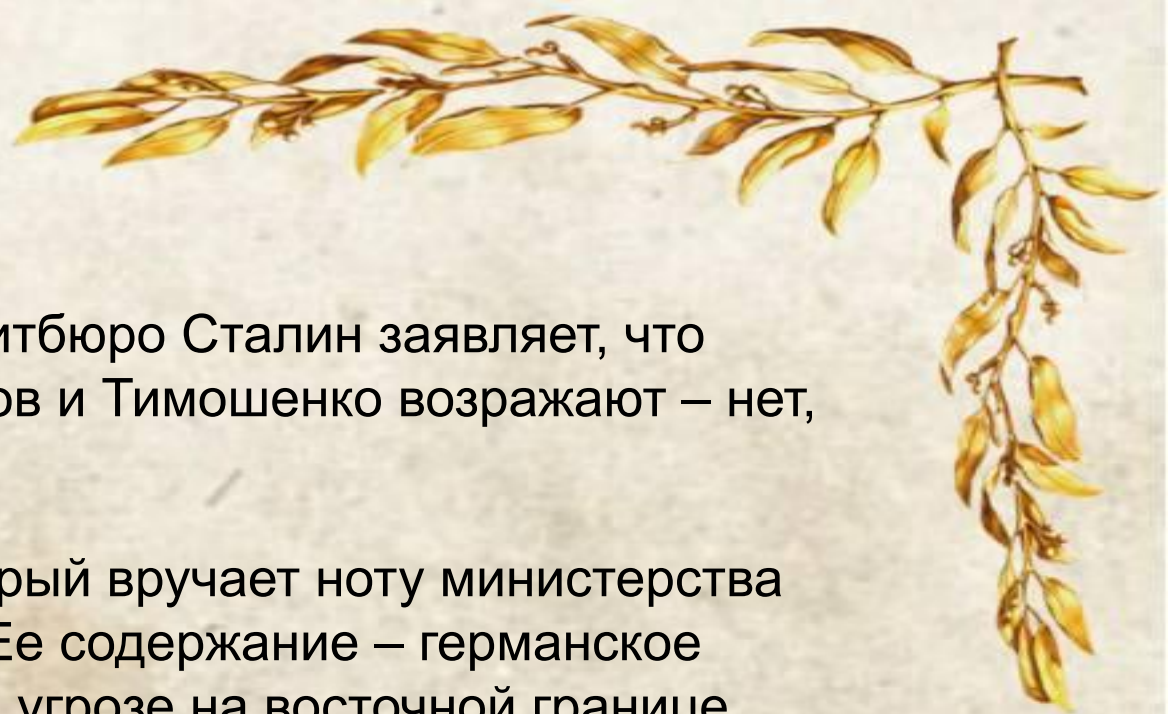 итбюро Сталин заявляет, что
ов и Тимошенко возражают – нет,
рый вручает ноту министерства
Ее содержание – германское
угрозе на восточной границе